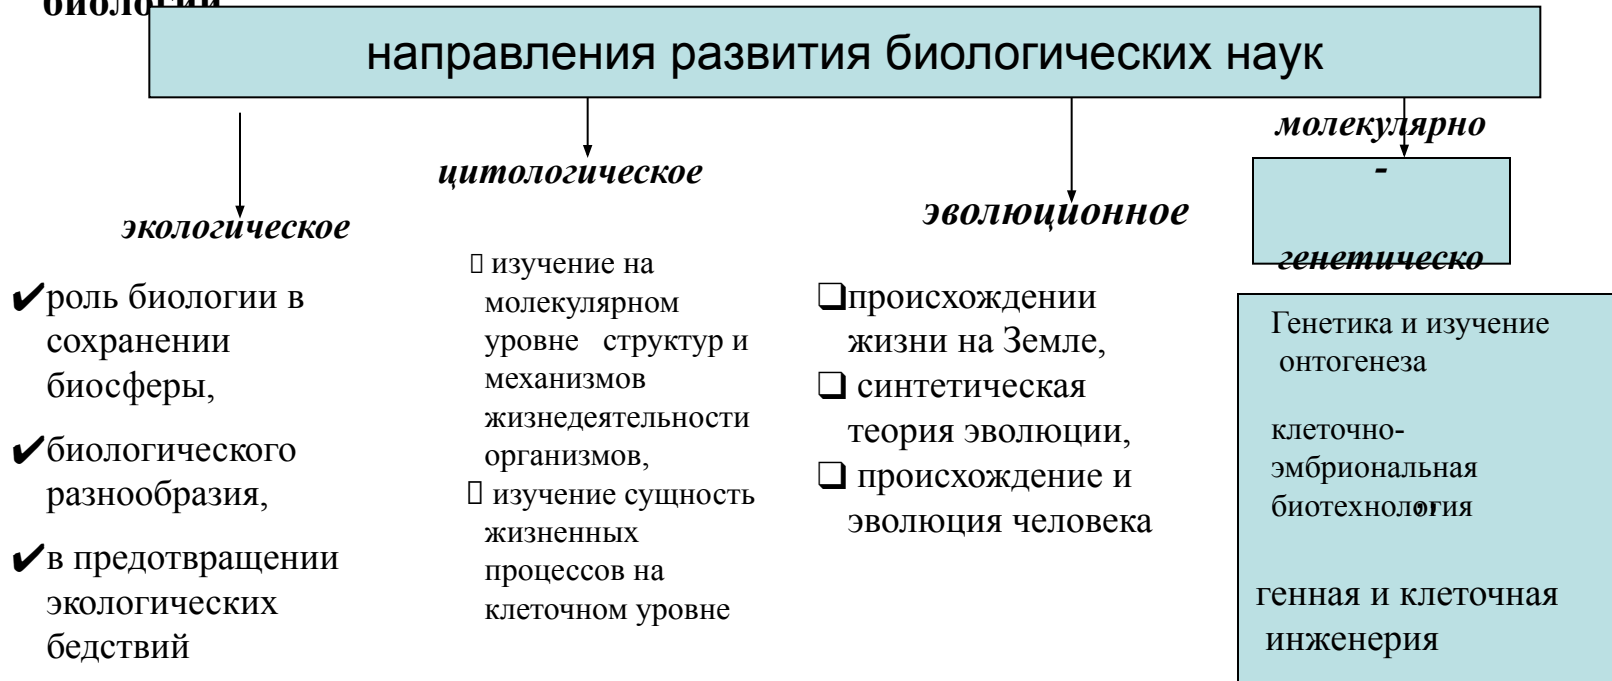 биологии
направления развития биологических наук
экологическое
✔роль биологии в
сохранении
биосферы,
✔биологического
разнообразия,
✔в предотвращении
экологических
бедствий
цитологическое
▯ изучение на
молекулярном
уровне структур и
механизмов
жизнедеятельности
организмов,
▯ изучение сущность
жизненных
процессов на
клеточном уровне
эволюционное
❑происхождении
жизни на Земле,
❑ синтетическая
теория эволюции,
❑ происхождение и
эволюция человека
молекулярно
-
генетическо
Генетика и изучение
онтогенеза
клеточно-
эмбриональная
биотехнология
генная и клеточная
инженерия